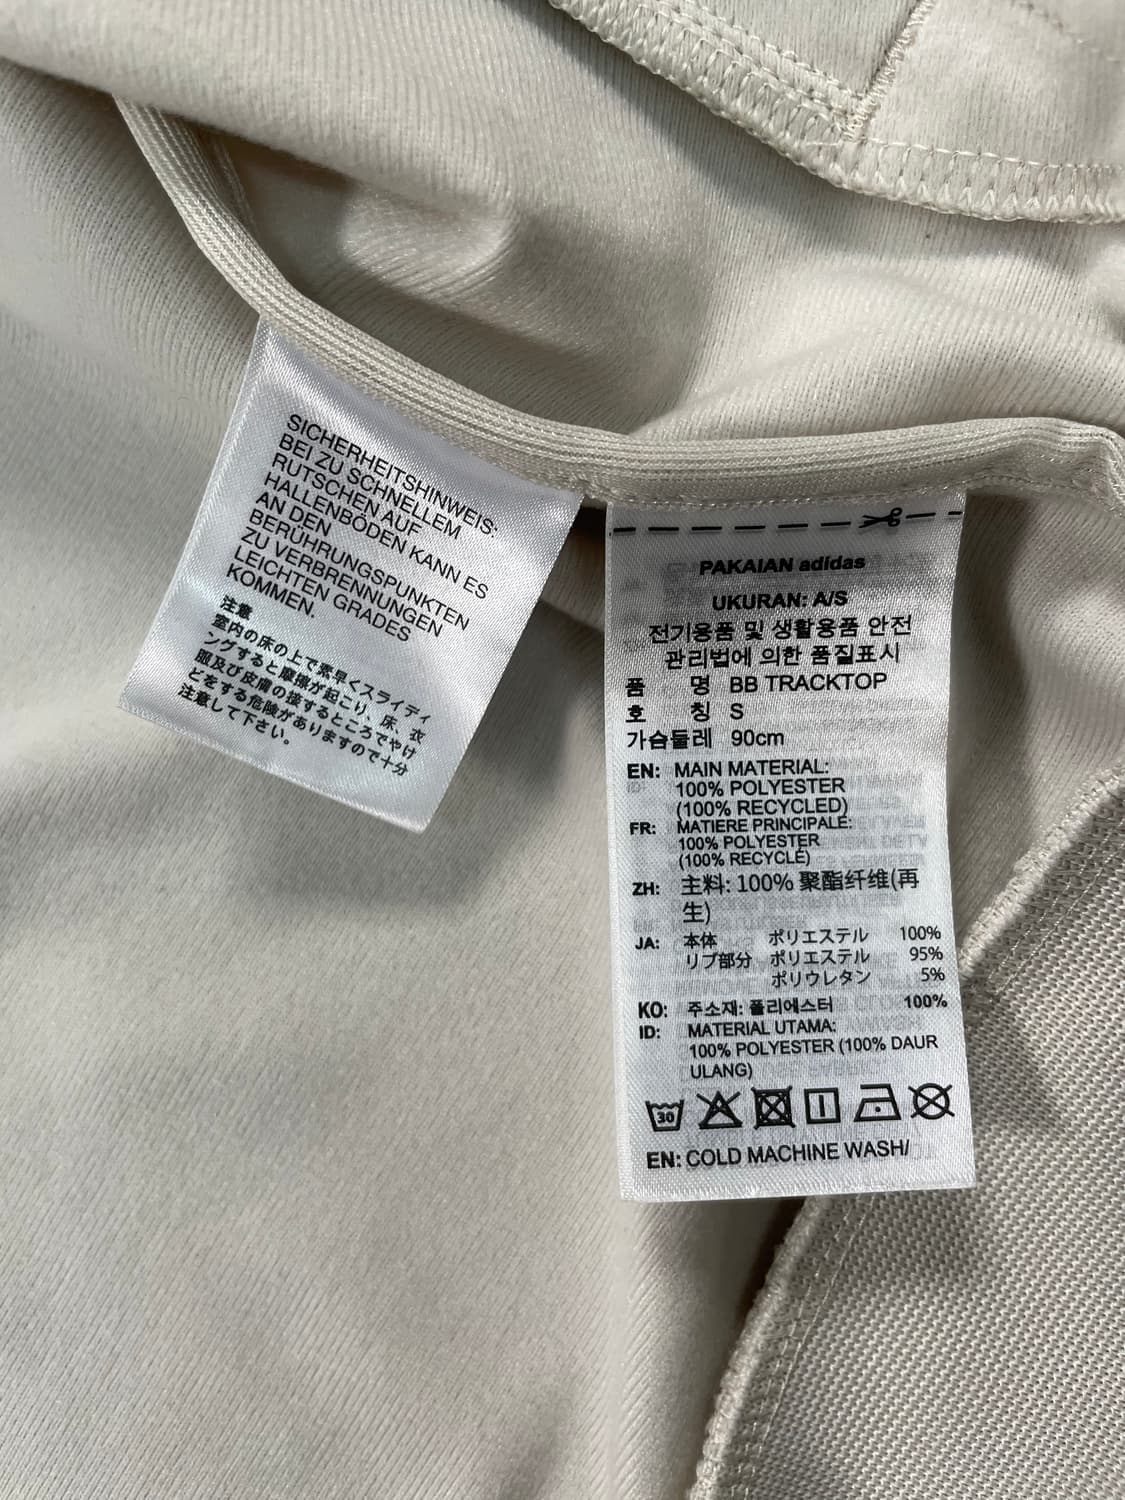 SICHERHEITSHINWEIS:
BEI ZU SCHNELLEM
RUTSCHEN AUF
HALLENBÖDEN KANN ES
AN DEN
BERÜHRUNGSPUNKTEN
ZU VERBRENNUNGEN
LEICHTEN GRADES
KOMMEN.
注意
室内の床の上で素早くスライディ
ングすると摩擦が起こり、床、衣
服及び皮膚の接するところでやけ
どをする危険がありますので十分
注意して下さい。
PAKAIAN adidas
UKURAN: A/S
전기용품 및 생활용품 안전
관리법에 의한 품질표시
품 명 BB TRACKTOP
호 칭 S
가슴둘레 90cm
EN: MAIN MATERIAL:
100% POLYESTER
(100% RECYCLED)
FR: MATIERE PRINCIPALE:
100% POLYESTER
(100% RECYCLÉ)
ZH: 主料: 100% 聚酯纤维(再
生)
JA: 本体 ポリエステル 100%
リブ部分 ポリエステル 95%
ポリウレタン 5%
KO: 주소재: 폴리에스터 100%
ID: MATERIAL UTAMA:
100% POLYESTER (100% DAUR
ULANG)
30
EN: COLD MACHINE WASH/